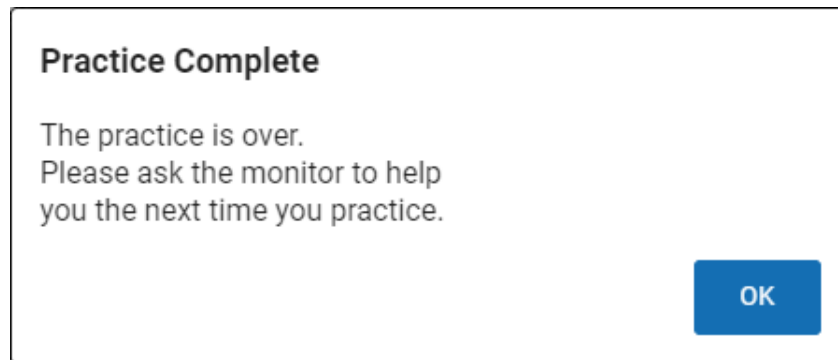 Practice Complete
The practice is over.
Please ask the monitor to help
you the next time you practice.
OK